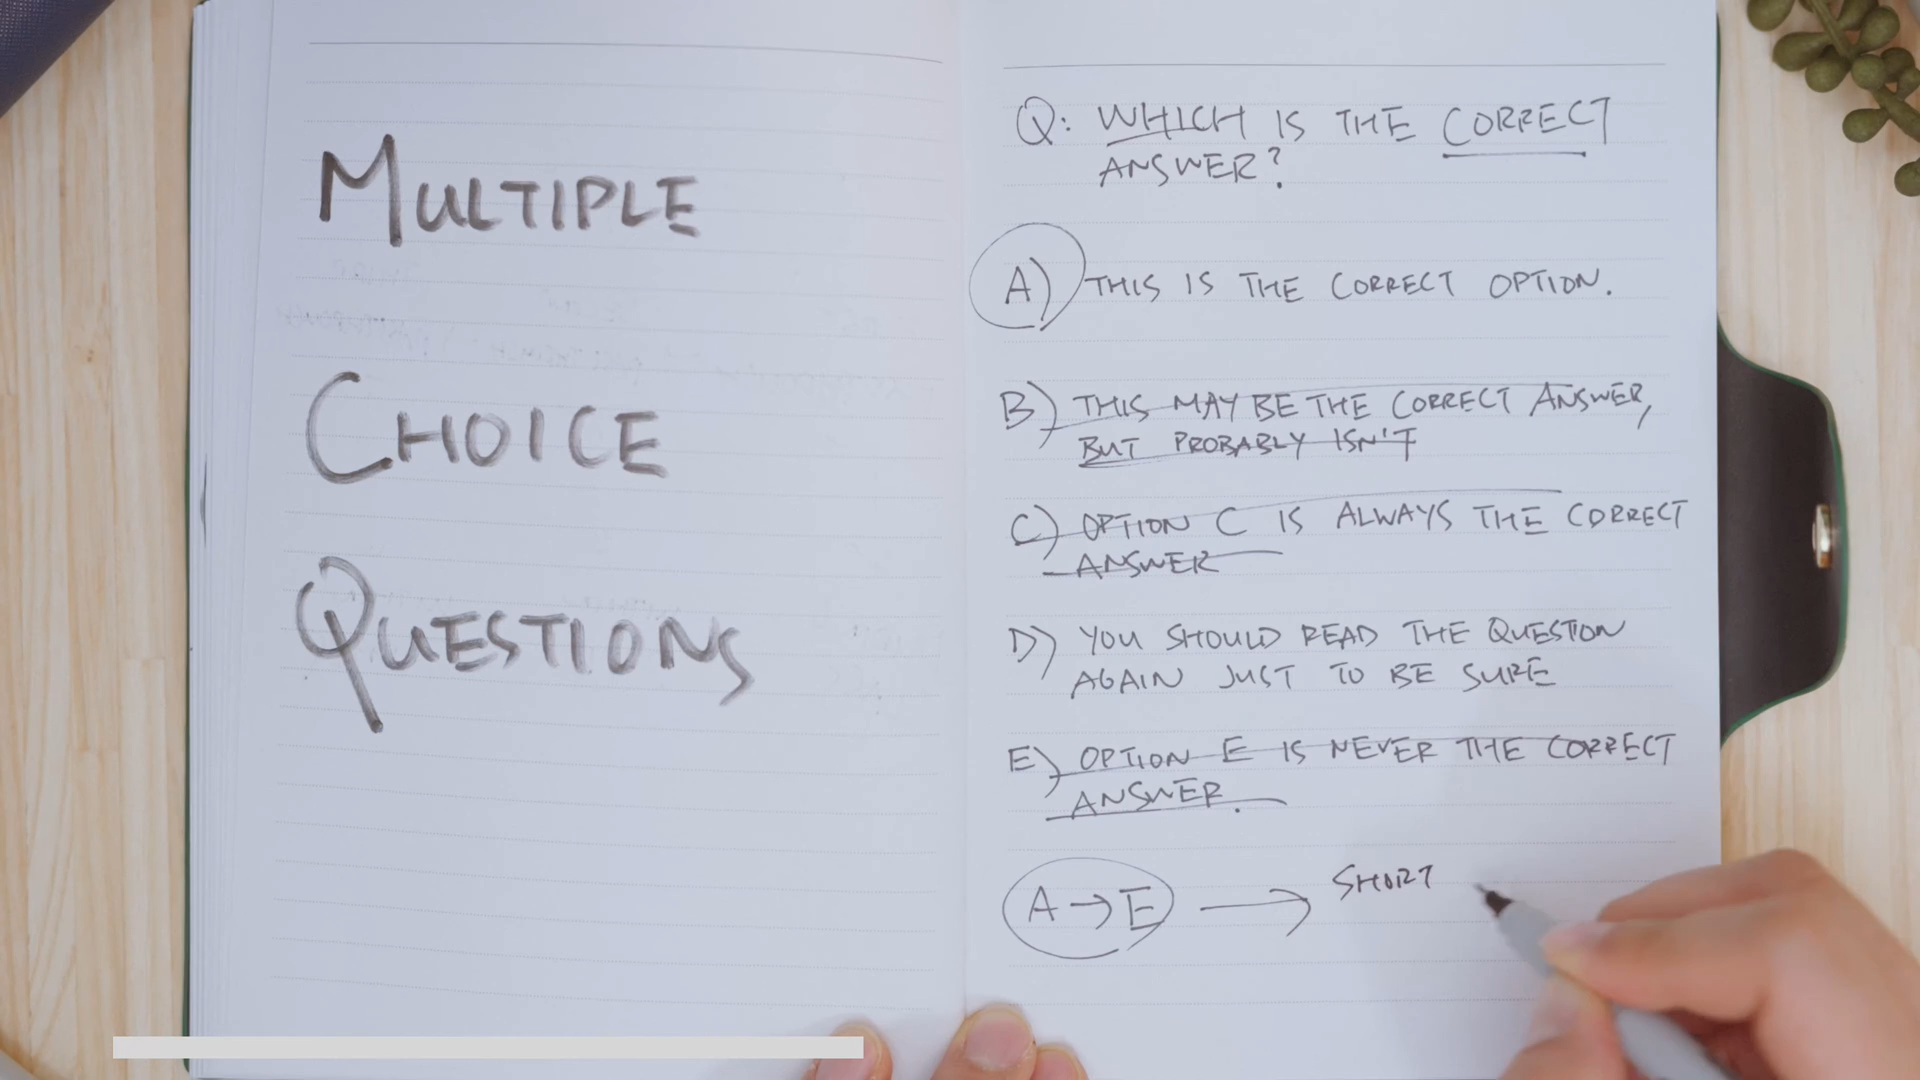 MULTIPLE
CHOICE
QUESTIONS
Q: WHICH IS THE CORRECT
ANSWER?
A) THIS IS THE CORRECT OPTION.
B) THIS MAY BE THE CORRECT ANSWER,
BUT PROBABLY ISN'T
C) OPTION C IS ALWAYS THE CORRECT
ANSWER
D) YOU SHOULD READ THE QUESTION
AGAIN JUST TO BE SURE
E) OPTION E IS NEVER THE CORRECT
ANSWER.
A → E → SHORT